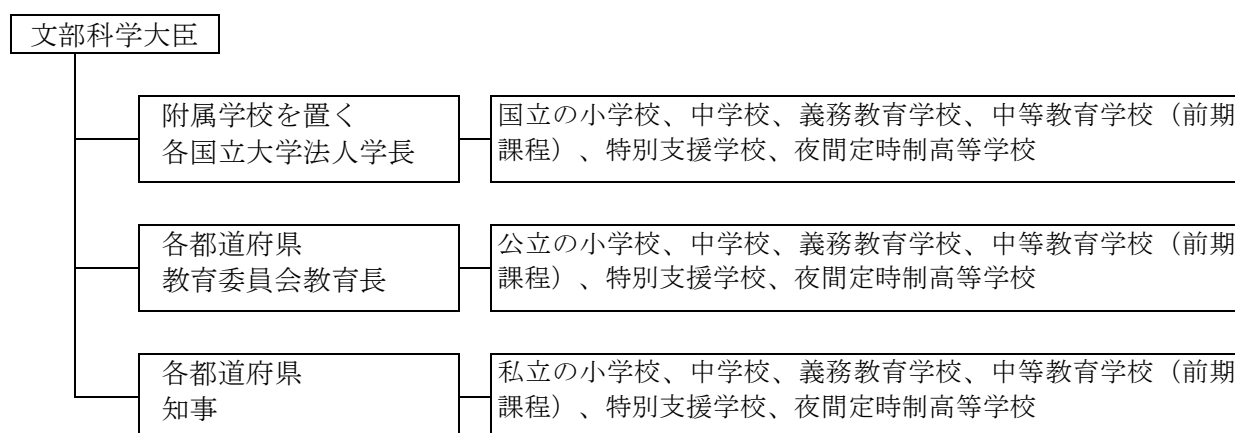 文部科学大臣
附属学校を置く
各国立大学法人学長
国立の小学校、中学校、義務教育学校、中等教育学校（前期
課程）、特別支援学校、夜間定時制高等学校
各都道府県
教育委員会教育長
公立の小学校、中学校、義務教育学校、中等教育学校（前期
課程）、特別支援学校、夜間定時制高等学校
各都道府県
知事
私立の小学校、中学校、義務教育学校、中等教育学校（前期
課程）、特別支援学校、夜間定時制高等学校